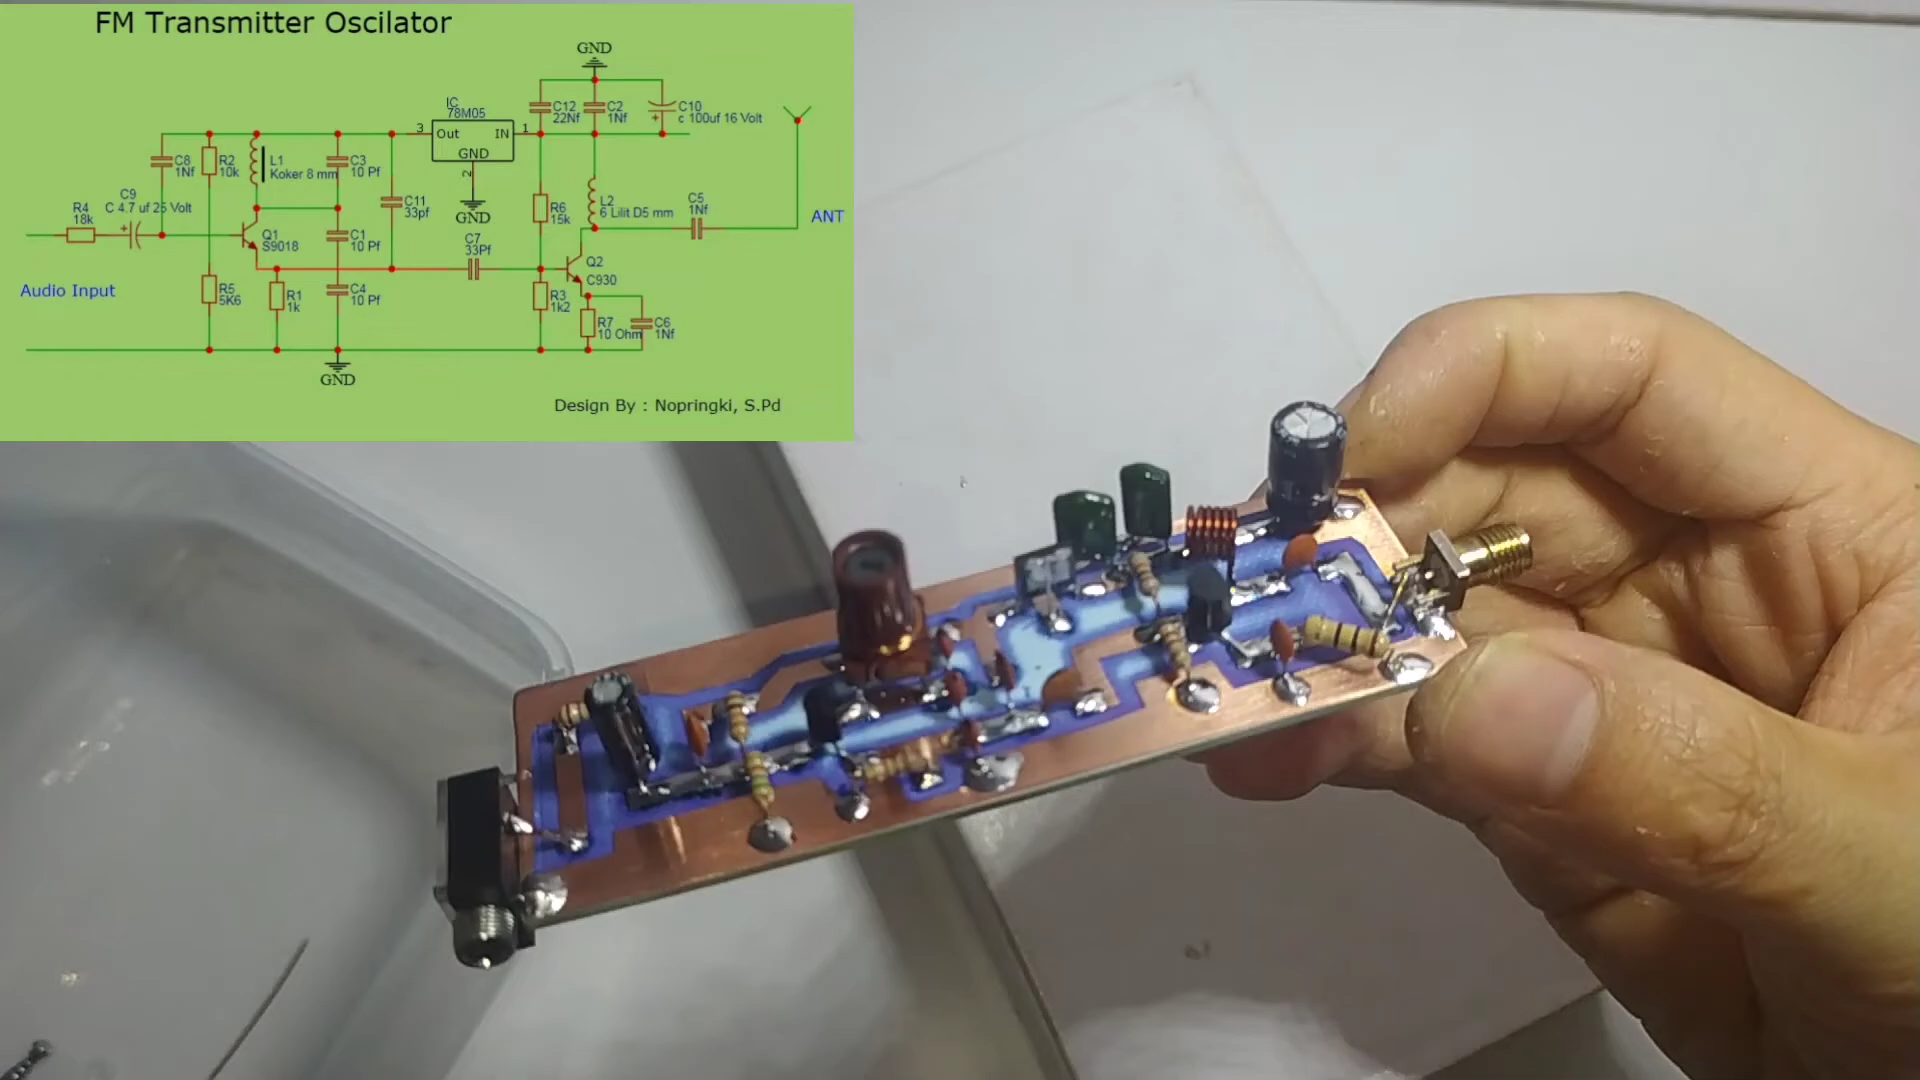 FM Transmitter Oscilator
GND
IC
78M05
3
Out
IN
1
GND
2
GND
C12
22Nf
C2
1Nf
C10
+
c 100uf 16 Volt
C8
1Nf
R2
10k
L1
Koker 8 mm
C3
10 Pf
C9
C 4.7 uf 25 Volt
+
R4
18k
C11
33pf
R6
15k
L2
6 Lilit D5 mm
C5
1Nf
ANT
Q1
S9018
C1
10 Pf
C7
33Pf
Q2
C930
Audio Input
R5
5K6
R1
1k
C4
10 Pf
R3
1k2
R7
10 Ohm
C6
1Nf
GND
Design By : Nopringki, S.Pd